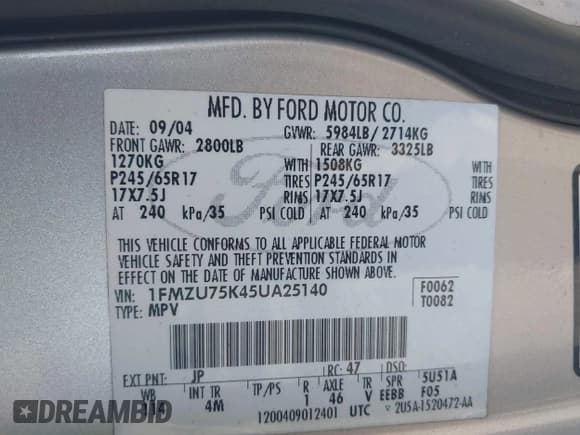 MFD. BY FORD MOTOR CO.
DATE 09/04 GVWR: 5984LB/2714KG
FRONT GAWR: 2800LB REAR GAWR: 3325LB
1270KG WITH 1508KG WITH
P245/65R17 TIRES P245/65R17 TIRES
17X7.5J RIMS 17X7.5J RIMS
AT 240 kPa/35 PSI COLD AT 240 kPa/35 PSI COLD
Ford
THIS VEHICLE CONFORMS TO ALL APPLICABLE FEDERAL MOTOR
VEHICLE SAFETY AND THEFT PREVENTION STANDARDS IN
EFFECT ON THE DATE OF MANUFACTURE SHOWN ABOVE.
VIN: 1FMZU75K45UA25140 F0062
TYPE: MPV T0082
EXT PNT: JP RC: 47 DSO:
WB BRK INT TR TP/PS R AXLE TR SPR 5U51A
114 4M 1 46 V EEBB F05
1200409012401 UTC 2U5A-1520472-AA
DREAMBID